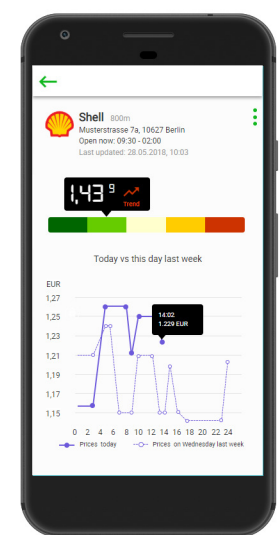 Shell 800m
Musterstrasse 7a, 10627 Berlin
Open now: 09:30 - 02:00
Last updated: 28.05.2018, 10:03
1,43 9
Trend
Today vs this day last week
EUR
1,27
1,25
1,23
1,21
1,19
1,17
1,15
14:02
1.229 EUR
0 2 4 6 8 10 12 14 16 18 20 22 24
Prices today
Prices on Wednesday last week